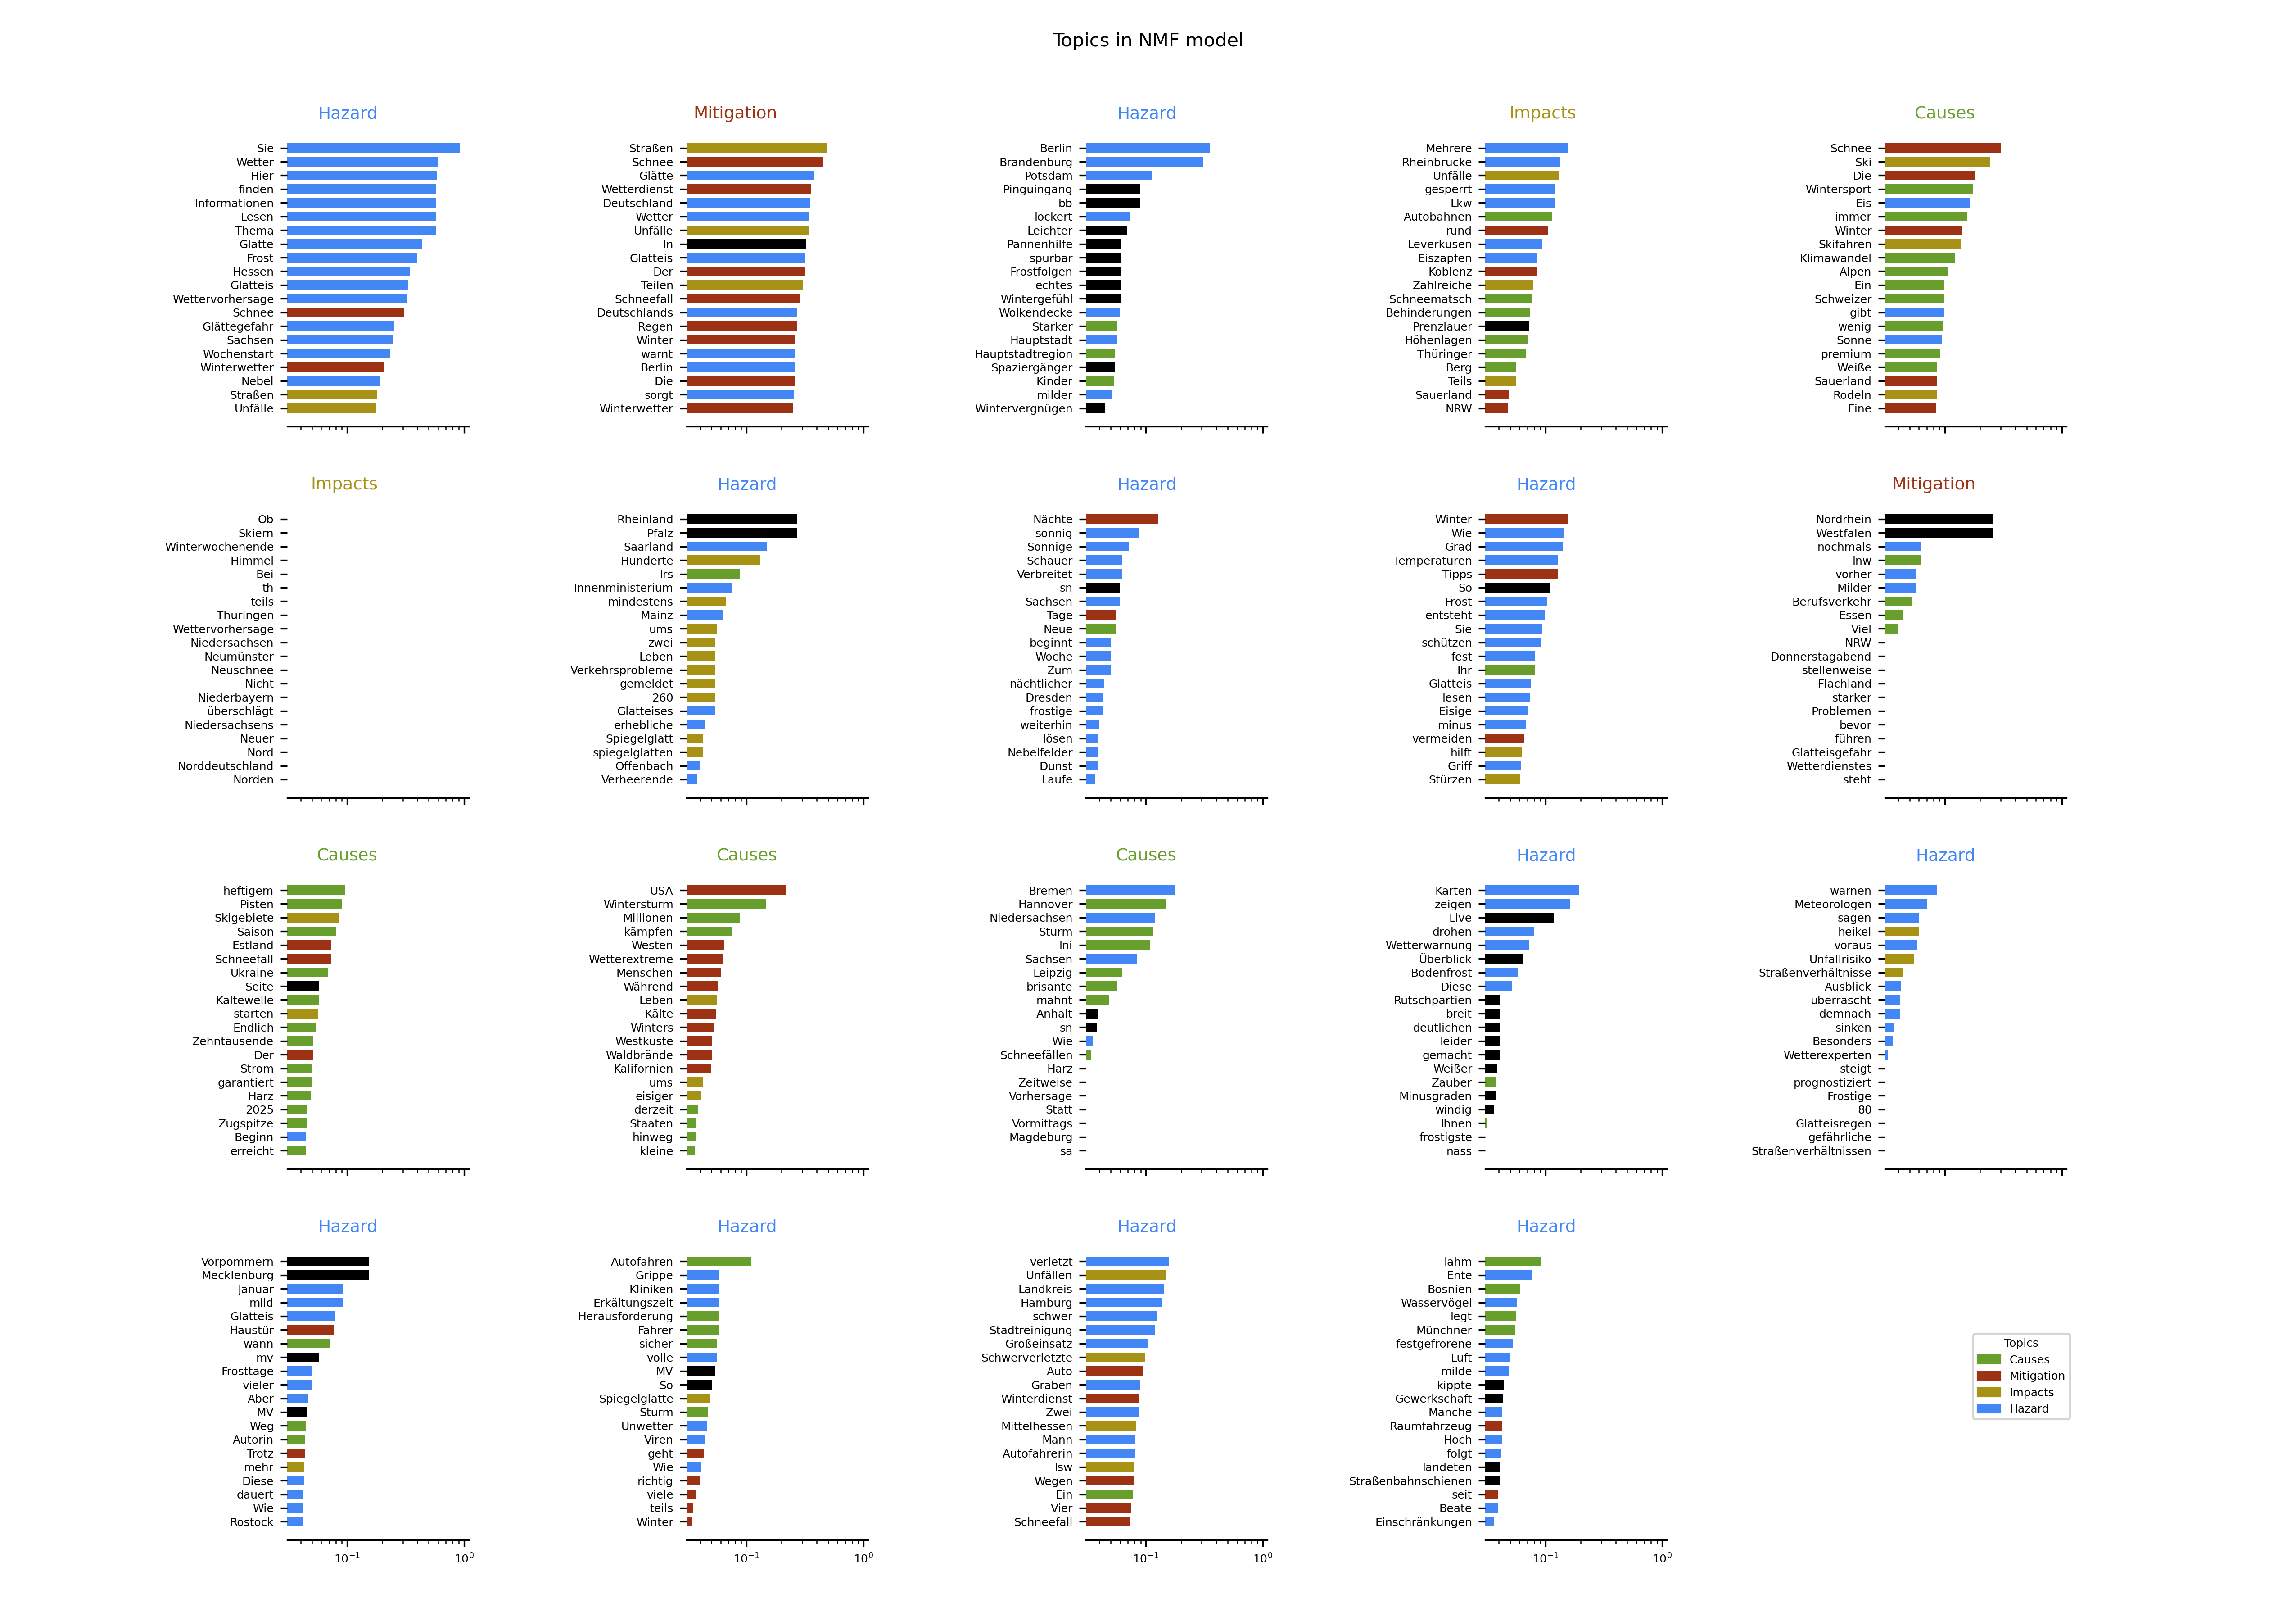 Topics in NMF model
Hazard
Sie
Wetter
Hier
finden
Informationen
Lesen
Thema
Glätte
Frost
Hessen
Glatteis
Wettervorhersage
Schnee
Glättegefahr
Sachsen
Wochenstart
Winterwetter
Nebel
Straßen
Unfälle
Mitigation
Straßen
Schnee
Glätte
Wetterdienst
Deutschland
Wetter
Unfälle
In
Glatteis
Der
Teilen
Schneefall
Deutschlands
Regen
Winter
warnt
Berlin
Die
sorgt
Winterwetter
Hazard
Berlin
Brandenburg
Potsdam
Pinguingang
bb
lockert
Leichter
Pannenhilfe
spürbar
Frostfolgen
echtes
Wintergefühl
Wolkendecke
Starker
Hauptstadt
Hauptstadtregion
Spaziergänger
Kinder
milder
Wintervergnügen
Impacts
Mehrere
Rheinbrücke
Unfälle
gesperrt
Lkw
Autobahnen
rund
Leverkusen
Eiszapfen
Koblenz
Zahlreiche
Schneematsch
Behinderungen
Prenzlauer
Höhenlagen
Thüringer
Berg
Teils
Sauerland
NRW
Causes
Schnee
Ski
Die
Wintersport
Eis
immer
Winter
Skifahren
Klimawandel
Alpen
Ein
Schweizer
gibt
wenig
Sonne
premium
Weiße
Sauerland
Rodeln
Eine
Impacts
Ob
Skiern
Winterwochenende
Himmel
Bei
th
teils
Thüringen
Wettervorhersage
Niedersachsen
Neumünster
Neuschnee
Nicht
Niederbayern
überschlägt
Niedersachsens
Neuer
Nord
Norddeutschland
Norden
Hazard
Rheinland
Pfalz
Saarland
Hunderte
lrs
Innenministerium
mindestens
Mainz
ums
zwei
Leben
Verkehrsprobleme
gemeldet
260
Glatteises
erhebliche
Spiegelglatt
spiegelglatten
Offenbach
Verheerende
Hazard
Nächte
sonnig
Sonnige
Schauer
Verbreitet
sn
Sachsen
Tage
Neue
beginnt
Woche
Zum
nächtlicher
Dresden
frostige
weiterhin
lösen
Nebelfelder
Dunst
Laufe
Hazard
Winter
Wie
Grad
Temperaturen
Tipps
So
Frost
entsteht
Sie
schützen
fest
Ihr
Glatteis
lesen
Eisige
minus
vermeiden
hilft
Griff
Stürzen
Mitigation
Nordrhein
Westfalen
nochmals
lnw
vorher
Milder
Berufsverkehr
Essen
Viel
NRW
Donnerstagabend
stellenweise
Flachland
starker
Problemen
bevor
führen
Glatteisgefahr
Wetterdienstes
steht
Causes
heftigem
Pisten
Skigebiete
Saison
Estland
Schneefall
Ukraine
Seite
Kältewelle
starten
Endlich
Zehntausende
Der
Strom
garantiert
Harz
2025
Zugspitze
Beginn
erreicht
Causes
USA
Wintersturm
Millionen
kämpfen
Westen
Wetterextreme
Menschen
Während
Leben
Kälte
Winters
Westküste
Waldbrände
Kalifornien
ums
eisiger
derzeit
Staaten
hinweg
kleine
Causes
Bremen
Hannover
Niedersachsen
Sturm
lni
Sachsen
Leipzig
brisante
mahnt
Anhalt
sn
Wie
Schneefällen
Harz
Zeitweise
Vorhersage
Statt
Vormittags
Magdeburg
sa
Hazard
Karten
zeigen
Live
drohen
Wetterwarnung
Überblick
Bodenfrost
Diese
Rutschpartien
breit
deutlichen
leider
gemacht
Weißer
Zauber
Minusgraden
windig
Ihnen
frostigste
nass
Hazard
warnen
Meteorologen
sagen
heikel
voraus
Unfallrisiko
Straßenverhältnisse
Ausblick
überrascht
demnach
sinken
Besonders
Wetterexperten
steigt
prognostiziert
Frostige
80
Glatteisregen
gefährliche
Straßenverhältnissen
Hazard
Vorpommern
Mecklenburg
Januar
mild
Glatteis
Haustür
wann
mv
Frosttage
vieler
Aber
MV
Weg
Autorin
Trotz
mehr
Diese
dauert
Wie
Rostock
10⁻¹ 10⁰
Hazard
Autofahren
Grippe
Kliniken
Erkältungszeit
Herausforderung
Fahrer
sicher
volle
MV
So
Spiegelglatte
Sturm
Unwetter
Viren
geht
Wie
richtig
viele
teils
Winter
10⁻¹ 10⁰
Hazard
verletzt
Unfällen
Landkreis
Hamburg
schwer
Stadtreinigung
Großeinsatz
Schwerverletzte
Auto
Graben
Winterdienst
Zwei
Mittelhessen
Mann
Autofahrerin
lsw
Wegen
Ein
Vier
Schneefall
10⁻¹ 10⁰
Hazard
lahm
Ente
Bosnien
Wasservögel
legt
Münchner
festgefrorene
Luft
milde
kippte
Gewerkschaft
Manche
Räumfahrzeug
Hoch
folgt
landeten
Straßenbahnschienen
seit
Beate
Einschränkungen
10⁻¹ 10⁰
Topics
Causes
Mitigation
Impacts
Hazard